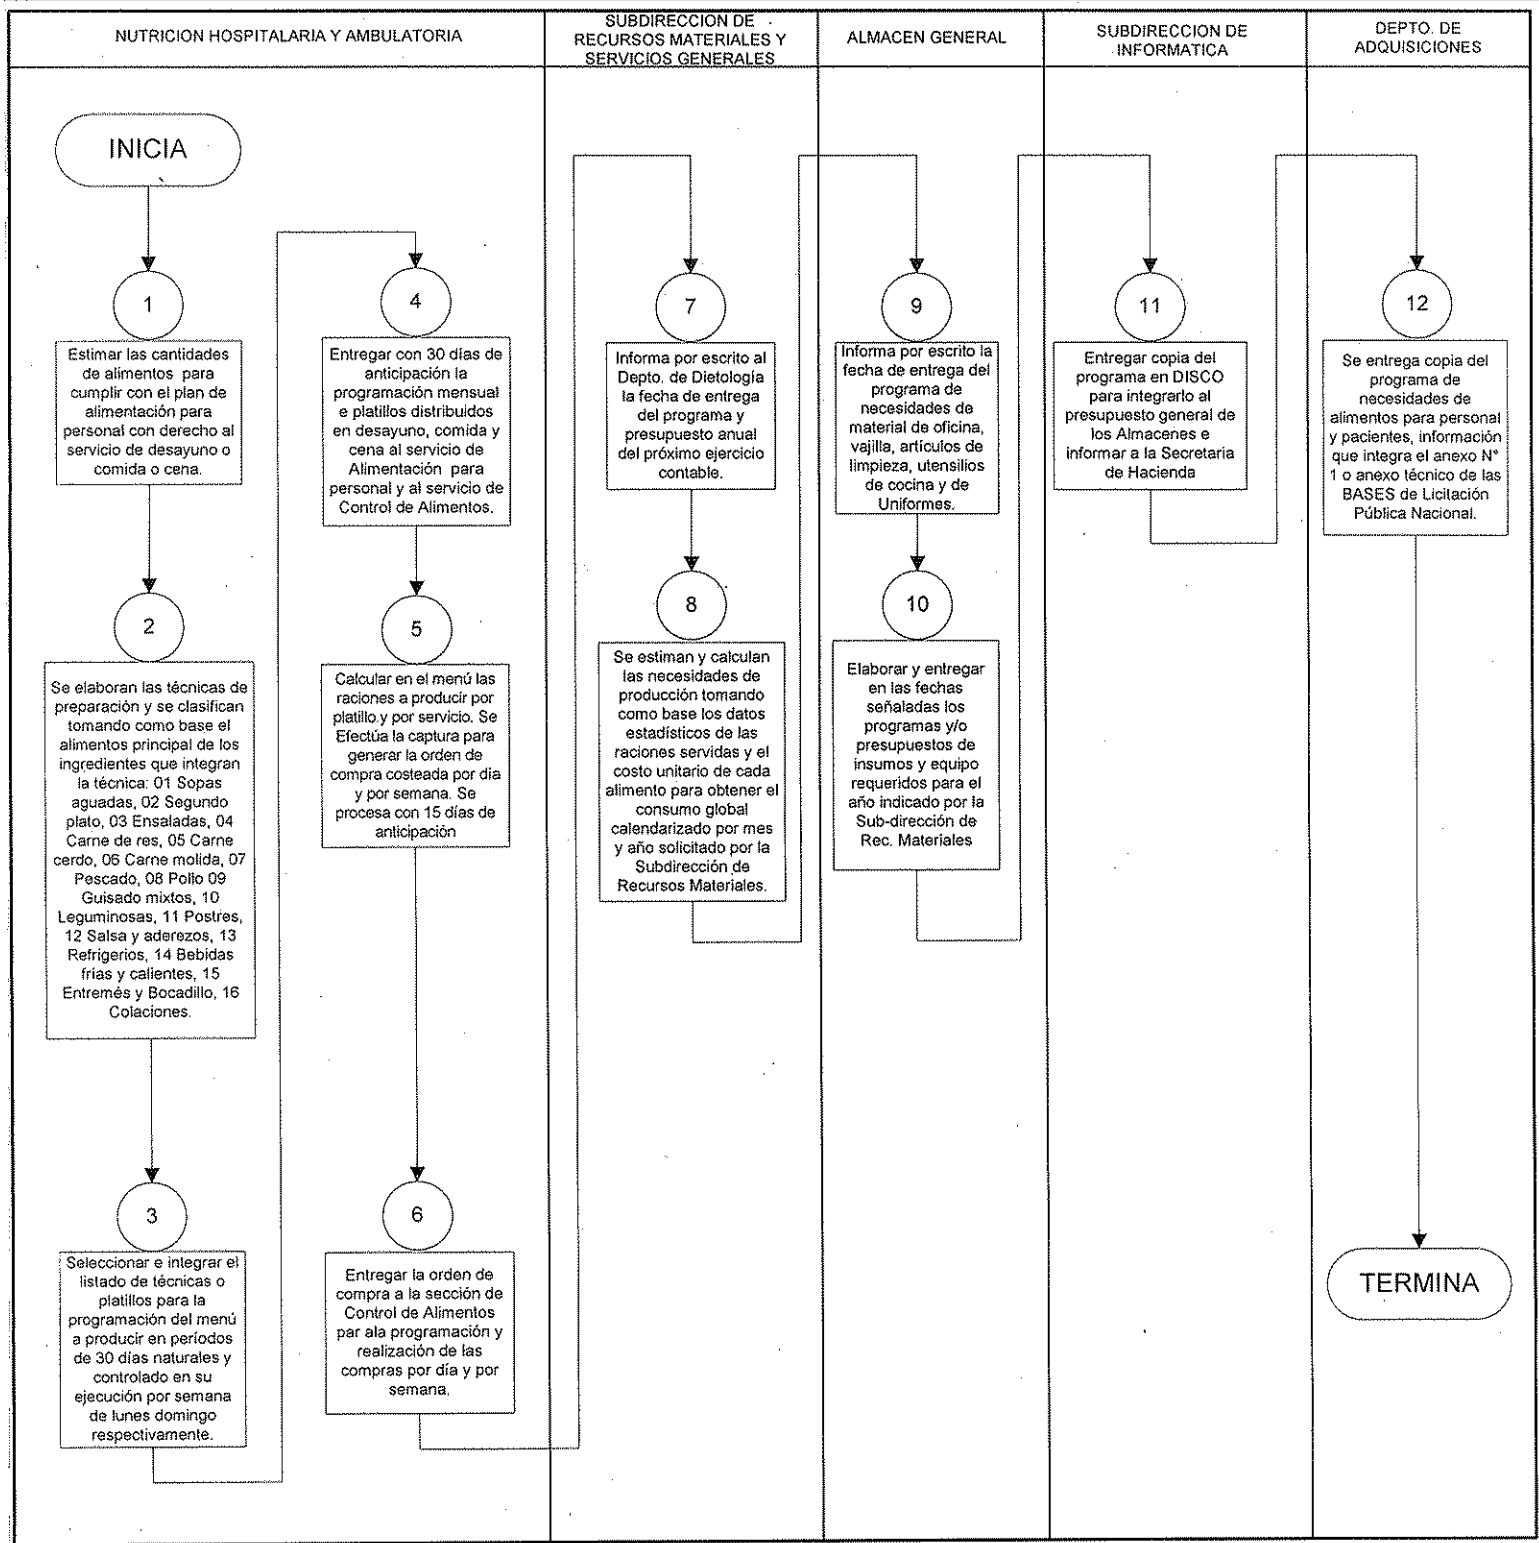 NUTRICION HOSPITALARIA Y AMBULATORIA
SUBDIRECCION DE
RECURSOS MATERIALES Y
SERVICIOS GENERALES
ALMACEN GENERAL
SUBDIRECCION DE
INFORMATICA
DEPTO. DE
ADQUISICIONES
INICIA
1
Estimar las cantidades
de alimentos para
cumplir con el plan de
alimentación para
personal con derecho al
servicio de desayuno o
comida o cena.
2
Se elaboran las técnicas de
preparación y se clasifican
tomando como base el
alimentos principal de los
ingredientes que integran
la técnica: 01 Sopas
aguadas, 02 Segundo
plato, 03 Ensaladas, 04
Carne de res, 05 Carne
cerdo, 06 Carne molida, 07
Pescado, 08 Pollo 09
Guisado mixtos, 10
Leguminosas, 11 Postres,
12 Salsa y aderezos, 13
Refrigerios, 14 Bebidas
frías y calientes, 15
Entremés y Bocadillo, 16
Colaciones.
3
Seleccionar e integrar el
listado de técnicas o
platillos para la
programación del menú
a producir en períodos
de 30 días naturales y
controlado en su
ejecución por semana
de lunes domingo
respectivamente.
4
Entregar con 30 días de
anticipación la
programación mensual
e platillos distribuidos
en desayuno, comida y
cena al servicio de
Alimentación para
personal y al servicio de
Control de Alimentos.
5
Calcular en el menú las
raciones a producir por
platillo y por servicio. Se
Efectúa la captura para
generar la orden de
compra costeada por día
y por semana. Se
procesa con 15 días de
anticipación
6
Entregar la orden de
compra a la sección de
Control de Alimentos
par ala programación y
realización de las
compras por día y por
semana.
7
Informa por escrito al
Depto. de Dietología
la fecha de entrega
del programa y
presupuesto anual
del próximo ejercicio
contable.
8
Se estiman y calculan
las necesidades de
producción tomando
como base los datos
estadísticos de las
raciones servidas y el
costo unitario de cada
alimento para obtener el
consumo global
calendarizado por mes
y año solicitado por la
Subdirección de
Recursos Materiales.
9
Informa por escrito la
fecha de entrega del
programa de
necesidades de
material de oficina,
vajilla, artículos de
limpieza, utensilios
de cocina y de
Uniformes.
10
Elaborar y entregar
en las fechas
señaladas los
programas y/o
presupuestos de
insumos y equipo
requeridos para el
año indicado por la
Sub-dirección de
Rec. Materiales
11
Entregar copia del
programa en DISCO
para integrarlo al
presupuesto general de
los Almacenes e
informar a la Secretaria
de Hacienda
12
Se entrega copia del
programa de
necesidades de
alimentos para personal
y pacientes, información
que integra el anexo N°
1 o anexo técnico de las
BASES de Licitación
Pública Nacional.
TERMINA